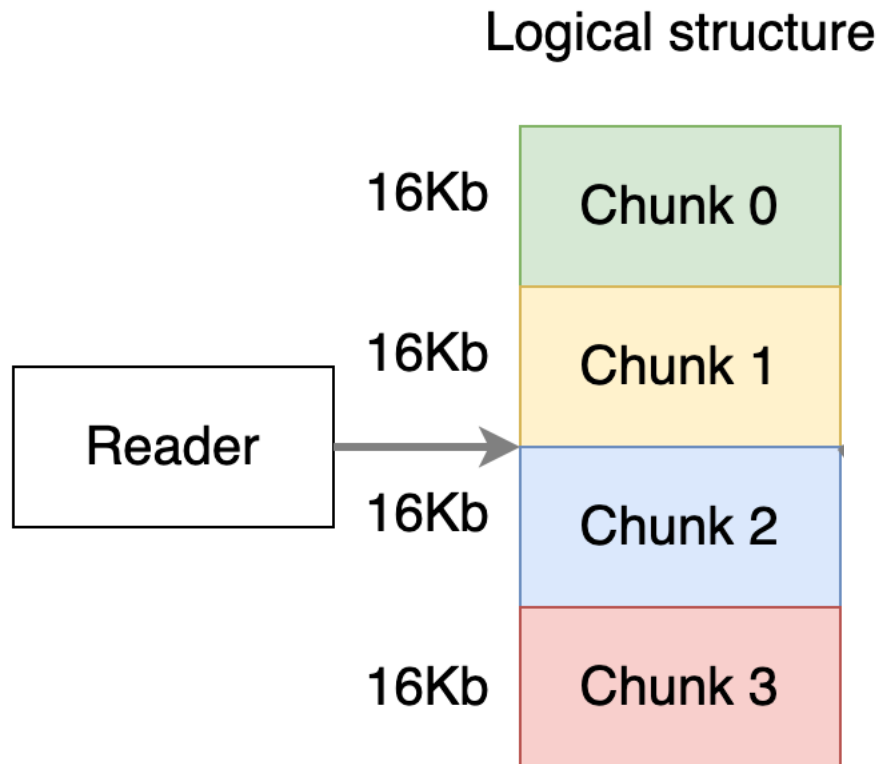 Logical structure
16Kb
Chunk 0
16Kb
Chunk 1
Reader
16Kb
Chunk 2
16Kb
Chunk 3